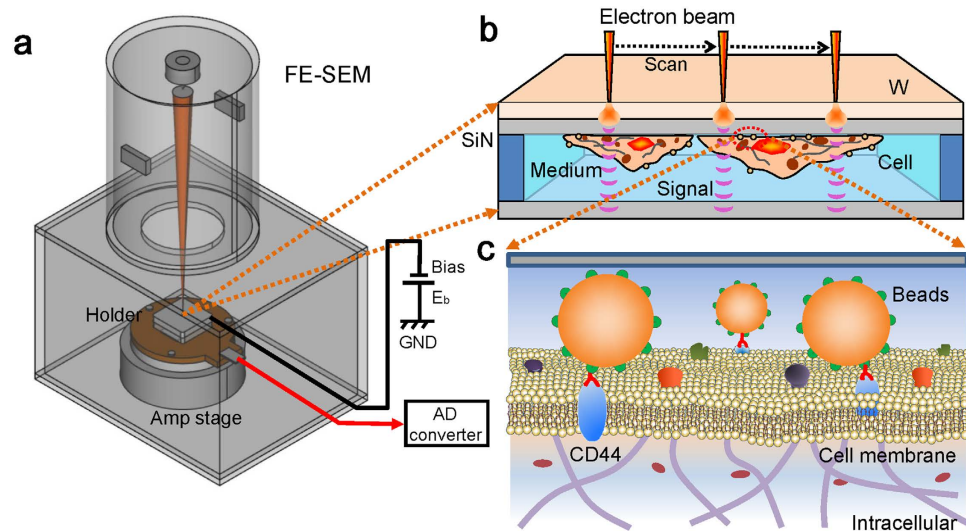 a
FE-SEM
Holder
Amp stage
Bias
E_b
GND
AD
converter
b
Electron beam
Scan
W
SiN
Medium
Cell
Signal
c
Beads
CD44
Cell membrane
Intracellular